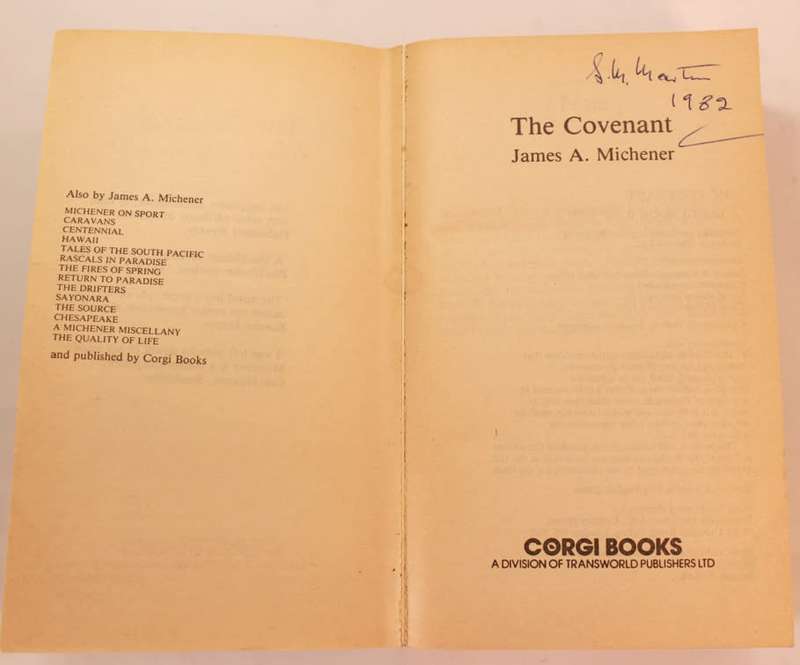 Also by James A. Michener
MICHENER ON SPORT
CARAVANS
CENTENNIAL
HAWAII
TALES OF THE SOUTH PACIFIC
RASCALS IN PARADISE
THE FIRES OF SPRING
RETURN TO PARADISE
THE DRIFTERS
SAYONARA
THE SOURCE
CHESAPEAKE
A MICHENER MISCELLANY
THE QUALITY OF LIFE
and published by Corgi Books
S.M. Martin
1982
The Covenant
James A. Michener
CORGI BOOKS
A DIVISION OF TRANSWORLD PUBLISHERS LTD